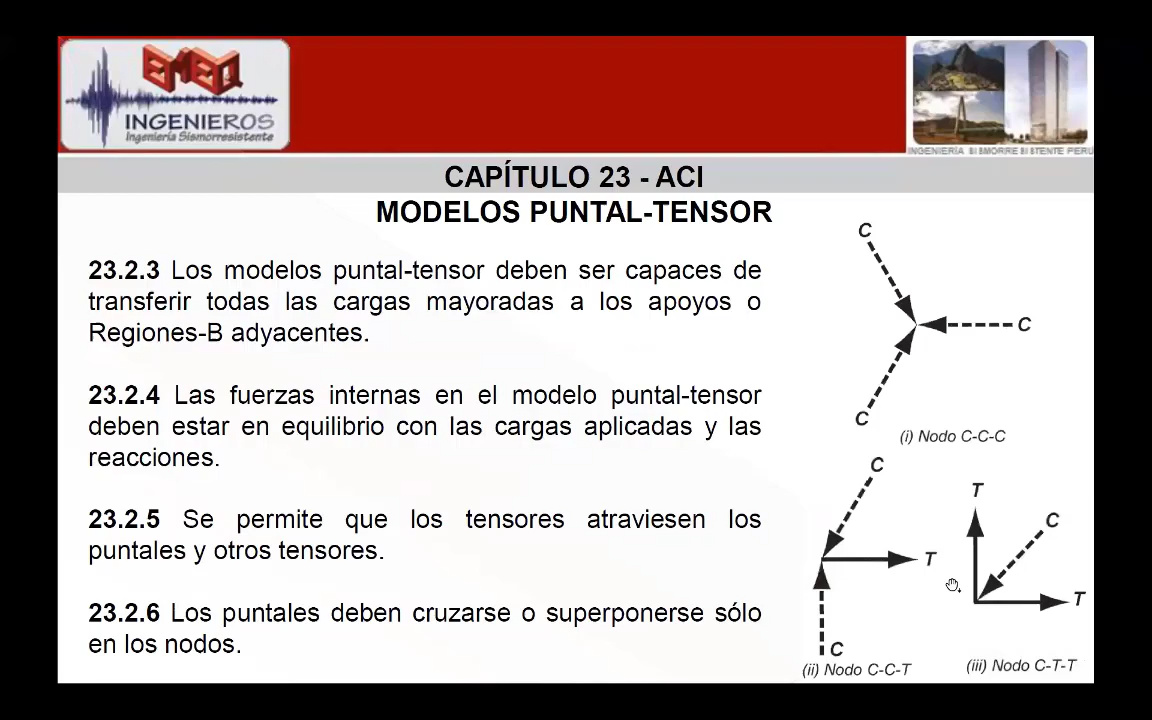 EMEQ
INGENIEROS
Ingeniería Sismorresistente
INGENIERÍA SISMORRESISTENTE PERU
CAPÍTULO 23 - ACI
MODELOS PUNTAL-TENSOR
23.2.3 Los modelos puntal-tensor deben ser capaces de
transferir todas las cargas mayoradas a los apoyos o
Regiones-B adyacentes.
23.2.4 Las fuerzas internas en el modelo puntal-tensor
deben estar en equilibrio con las cargas aplicadas y las
reacciones.
23.2.5 Se permite que los tensores atraviesen los
puntales y otros tensores.
23.2.6 Los puntales deben cruzarse o superponerse sólo
en los nodos.
C
C
C
(i) Nodo C-C-C
C
T
C
(ii) Nodo C-C-T
T
C
T
(iii) Nodo C-T-T